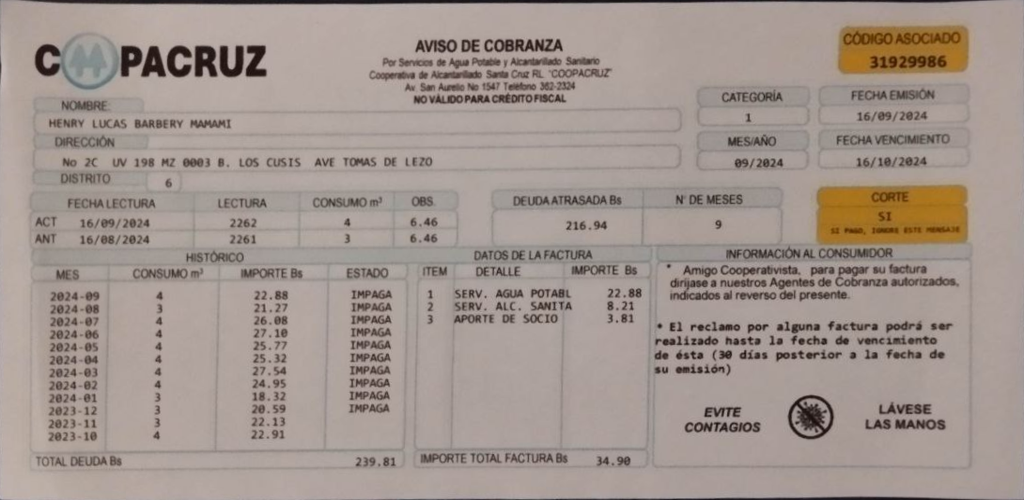 COOPACRUZ
AVISO DE COBRANZA
Por Servicios de Agua Potable y Alcantarillado Sanitario
Cooperativa de Alcantarillado Santa Cruz RL. "COOPACRUZ"
Av. San Aurelio No 1547 Teléfono 362-2324
NO VÁLIDO PARA CRÉDITO FISCAL
CÓDIGO ASOCIADO
31929986
NOMBRE:
HENRY LUCAS BARBERY MAMAMI
CATEGORÍA
1
FECHA EMISIÓN
16/09/2024
DIRECCIÓN
No 2C UV 198 MZ 0003 B. LOS CUSIS AVE TOMAS DE LEZO
MES/AÑO
09/2024
FECHA VENCIMIENTO
16/10/2024
DISTRITO 6
FECHA LECTURA LECTURA CONSUMO m³ OBS.
ACT 16/09/2024 2262 4 6.46
ANT 16/08/2024 2261 3 6.46
DEUDA ATRASADA Bs N° DE MESES
216.94 9
CORTE
SI
SI PAGO, IGNORE ESTE MENSAJE
HISTÓRICO
MES CONSUMO m³ IMPORTE Bs ESTADO
2024-09 4 22.88 IMPAGA
2024-08 3 21.27 IMPAGA
2024-07 4 26.08 IMPAGA
2024-06 4 27.10 IMPAGA
2024-05 4 25.77 IMPAGA
2024-04 4 25.32 IMPAGA
2024-03 4 27.54 IMPAGA
2024-02 4 24.95 IMPAGA
2024-01 3 18.32 IMPAGA
2023-12 3 20.59 IMPAGA
2023-11 3 22.13
2023-10 4 22.91
TOTAL DEUDA Bs 239.81
DATOS DE LA FACTURA
ITEM DETALLE IMPORTE Bs
1 SERV. AGUA POTABL 22.88
2 SERV. ALC. SANITA 8.21
3 APORTE DE SOCIO 3.81
IMPORTE TOTAL FACTURA Bs 34.90
INFORMACIÓN AL CONSUMIDOR
* Amigo Cooperativista, para pagar su factura
dirijase a nuestros Agentes de Cobranza autorizados,
indicados al reverso del presente.
* El reclamo por alguna factura podrá ser
realizado hasta la fecha de vencimiento
de ésta (30 días posterior a la fecha de
su emisión)
EVITE
CONTAGIOS
LÁVESE
LAS MANOS